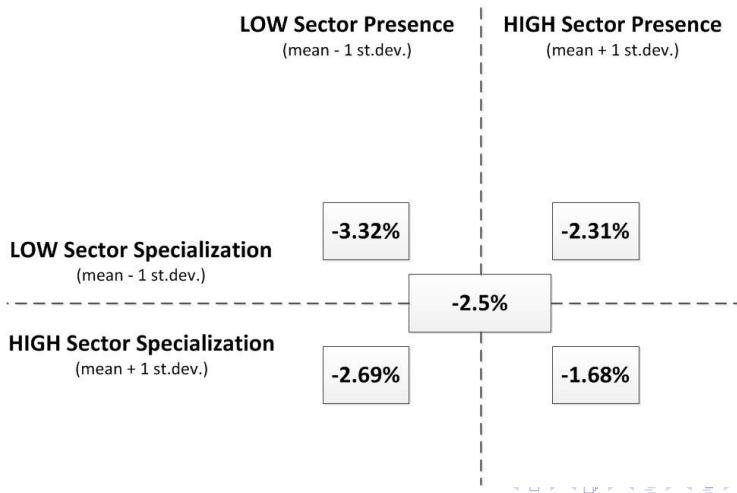 LOW Sector Presence
(mean - 1 st.dev.)
HIGH Sector Presence
(mean + 1 st.dev.)
LOW Sector Specialization
(mean - 1 st.dev.)
-3.32%
-2.31%
-2.5%
HIGH Sector Specialization
(mean + 1 st.dev.)
-2.69%
-1.68%